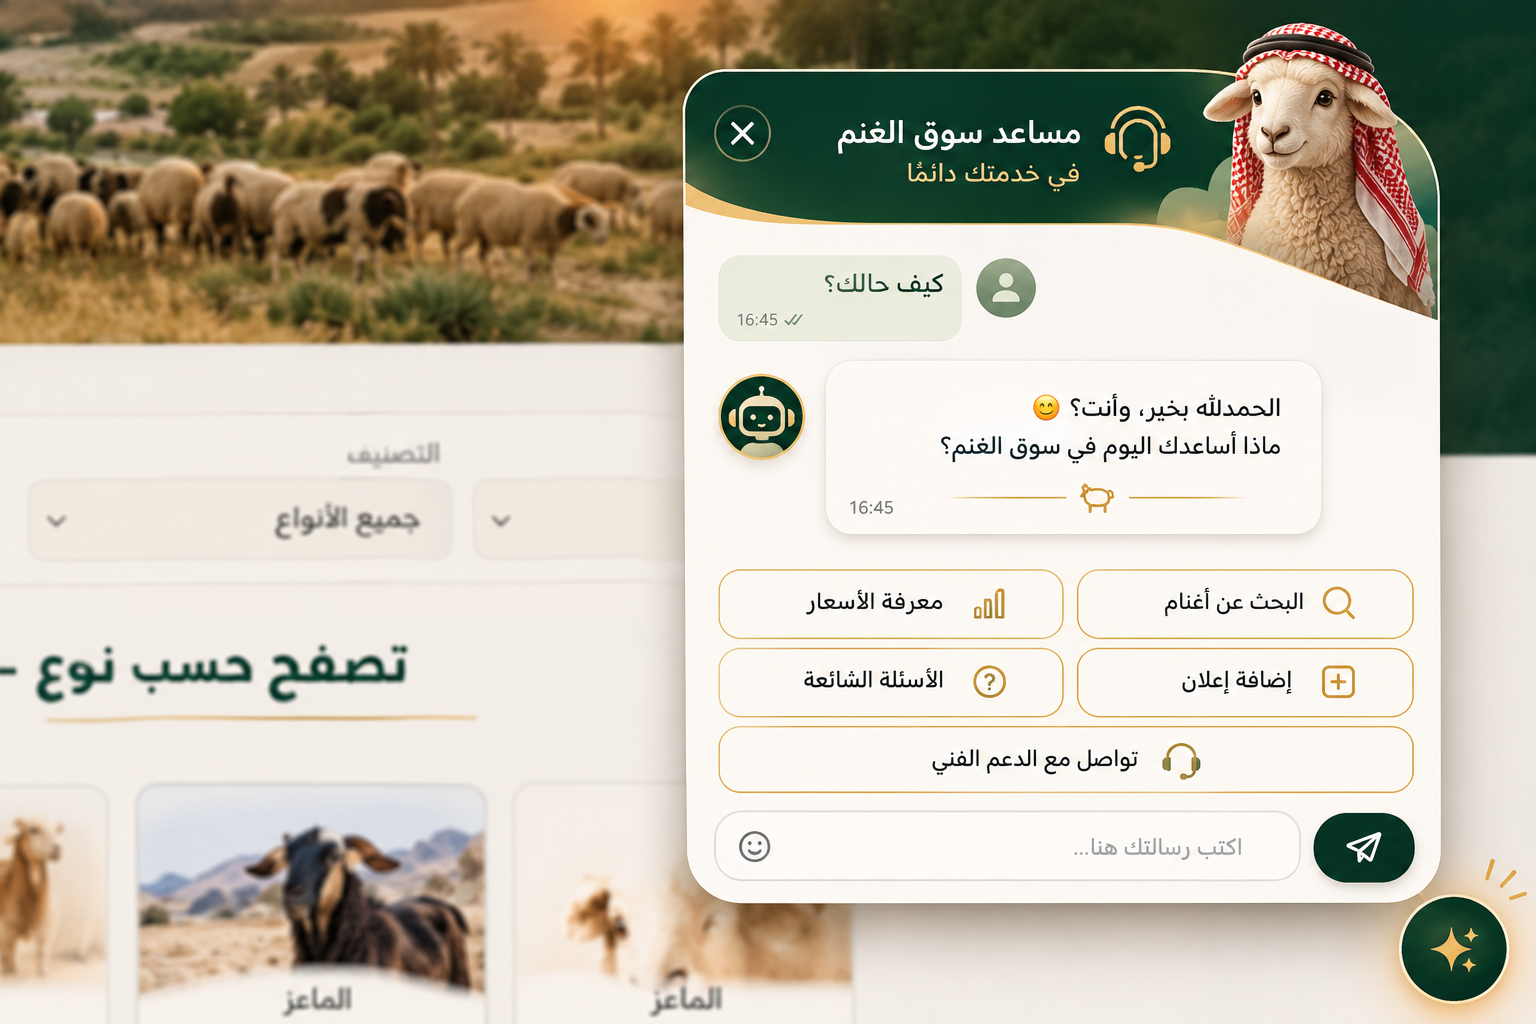 مساعد سوق الغنم
في خدمتك دائمًا
كيف حالك؟
16:45
الحمدلله بخير، وأنت؟ 😊
ماذا أساعدك اليوم في سوق الغنم؟
16:45
البحث عن أغنام
معرفة الأسعار
إضافة إعلان
الأسئلة الشائعة
تواصل مع الدعم الفني
اكتب رسالتك هنا...
التصنيف
جميع الأنواع
تصفح حسب نوع -
الماعز
الماعز